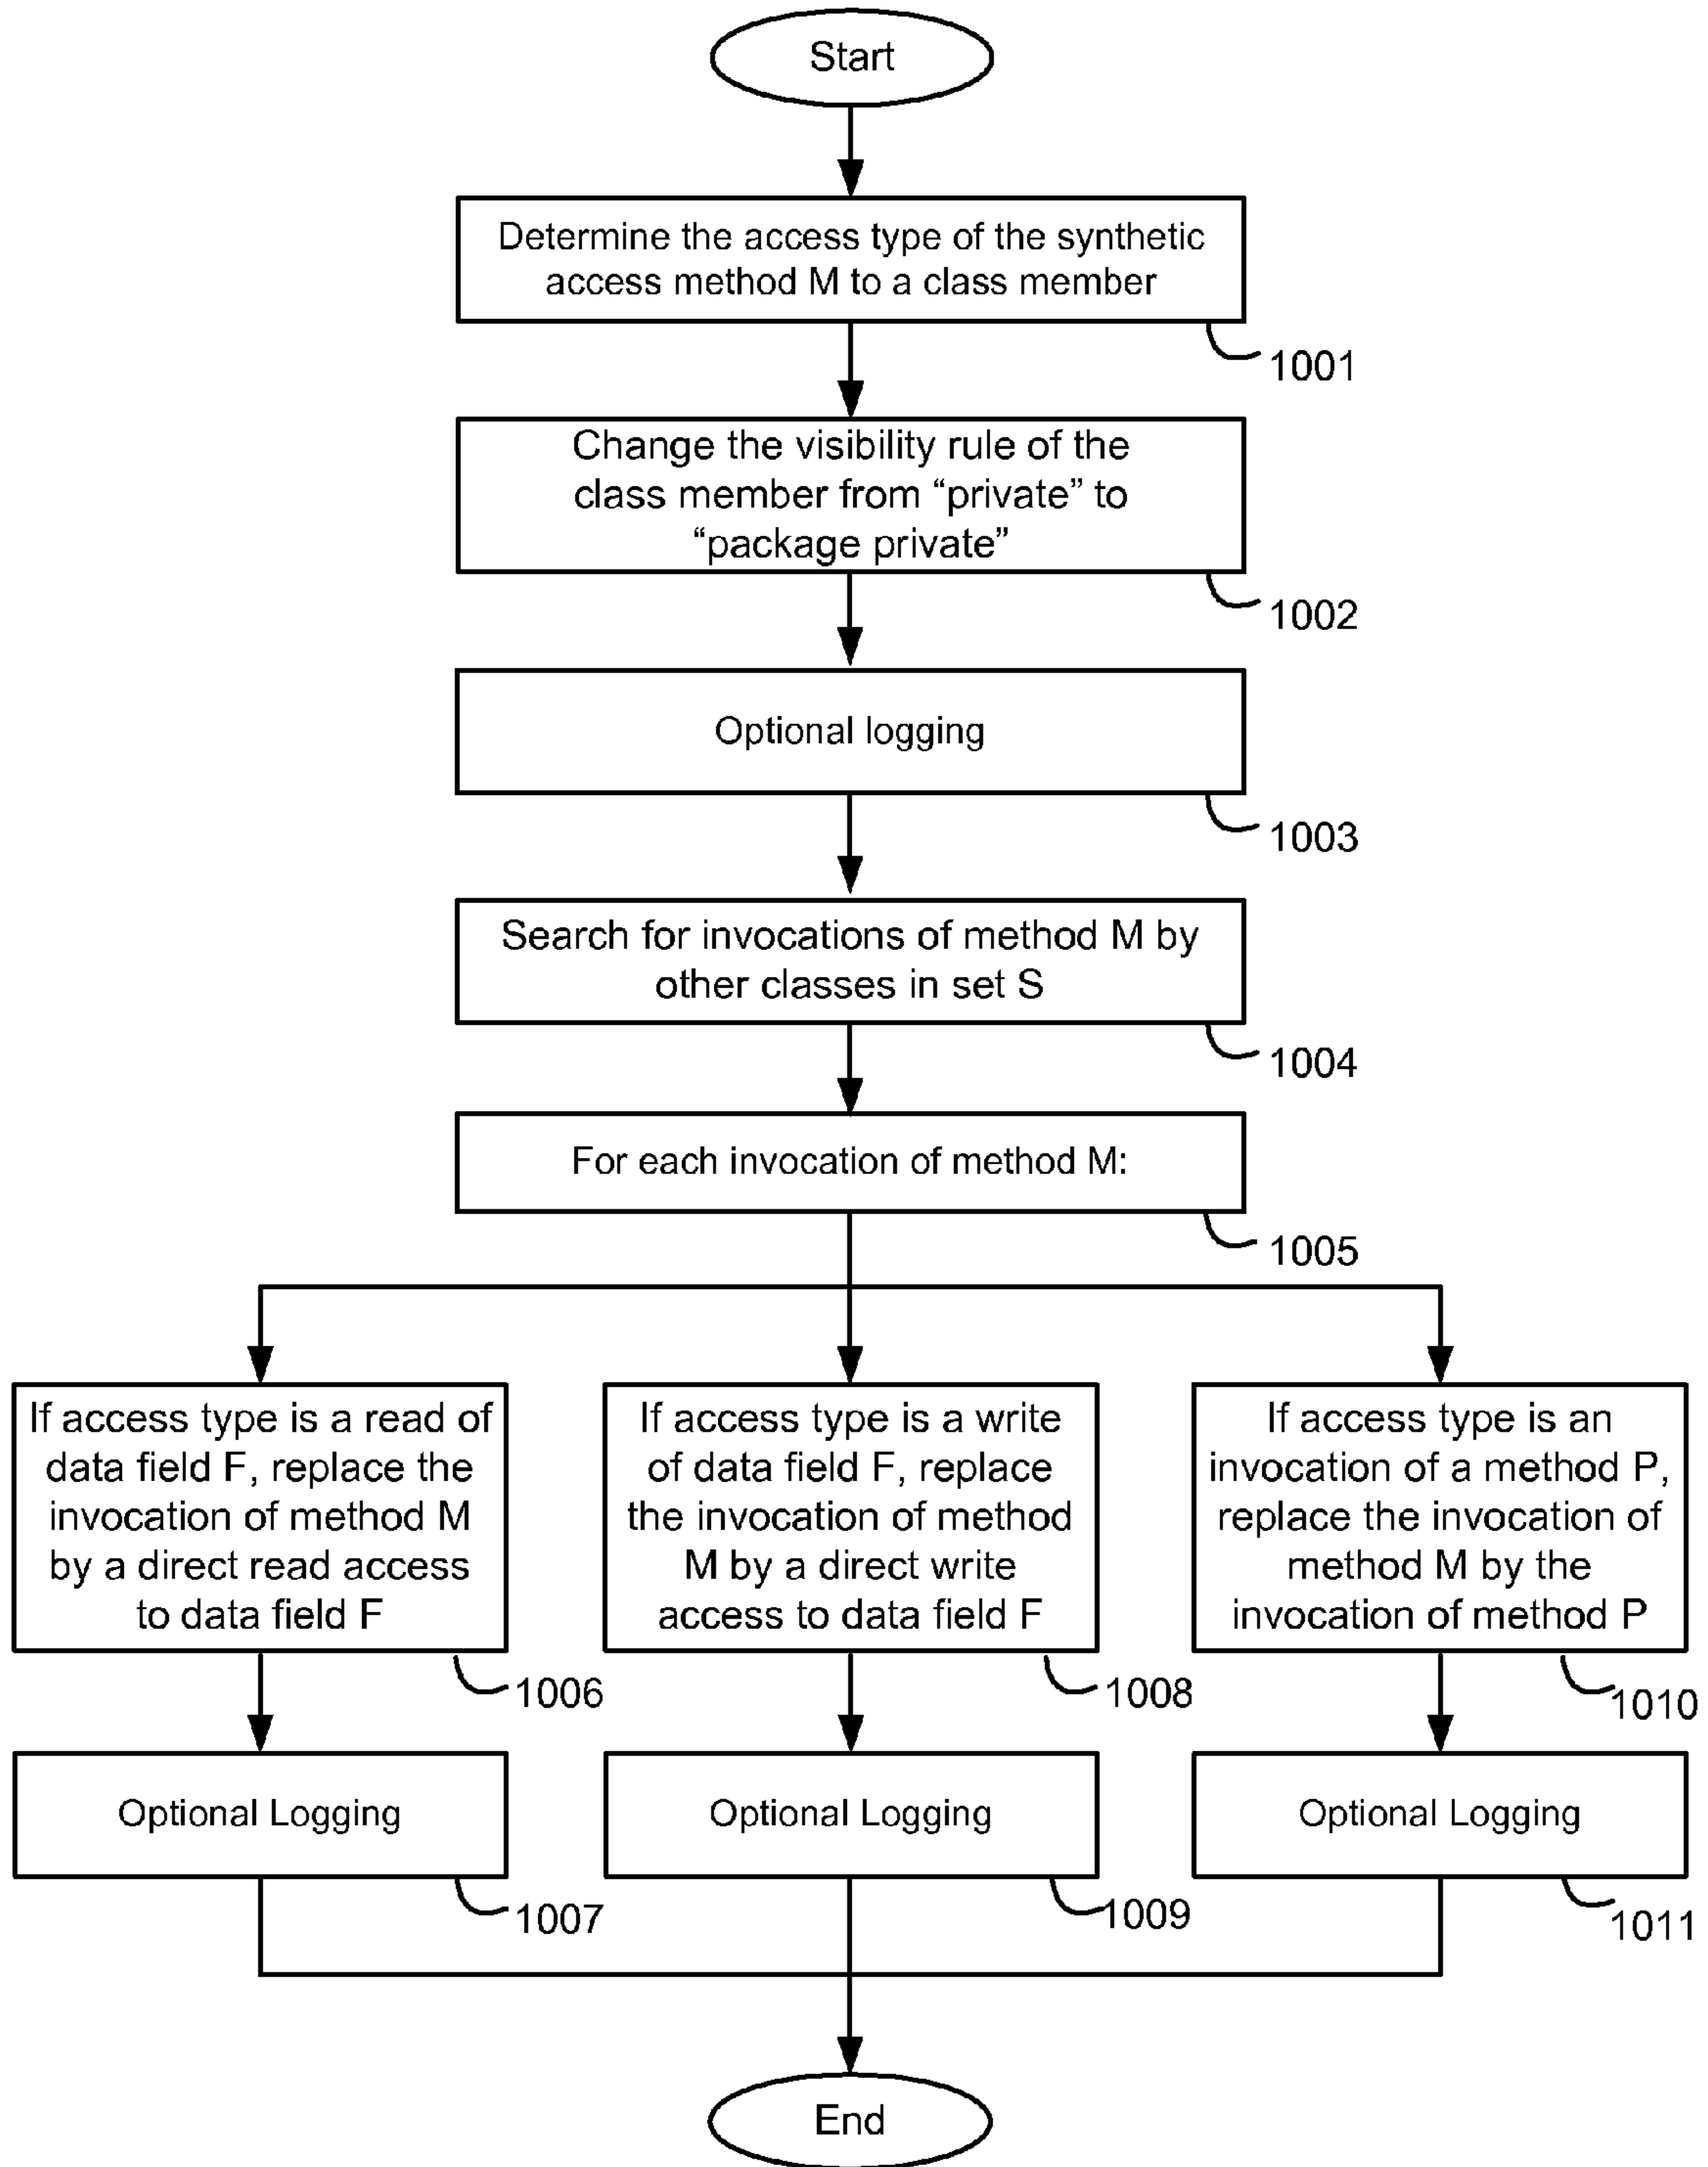 Start
Determine the access type of the synthetic
access method M to a class member
1001
Change the visibility rule of the
class member from “private” to
“package private”
1002
Optional logging
1003
Search for invocations of method M by
other classes in set S
1004
For each invocation of method M:
1005
If access type is a read of
data field F, replace the
invocation of method M
by a direct read access
to data field F
1006
If access type is a write
of data field F, replace
the invocation of method
M by a direct write
access to data field F
1008
If access type is an
invocation of a method P,
replace the invocation of
method M by the
invocation of method P
1010
Optional Logging
1007
Optional Logging
1009
Optional Logging
1011
End